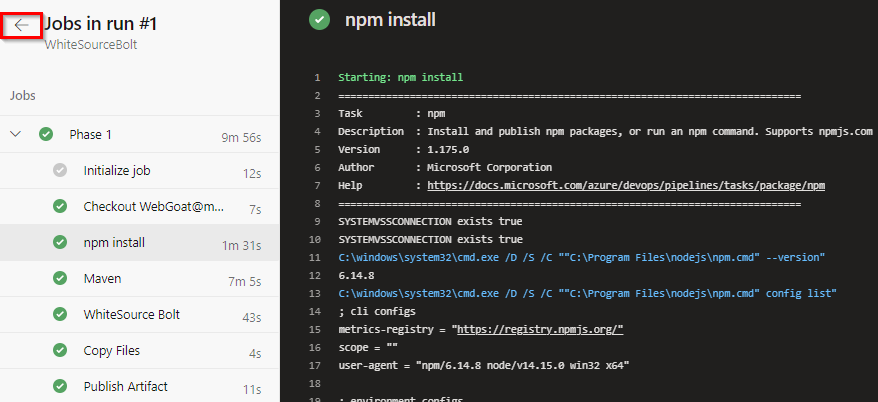 Jobs in run #1
WhiteSourceBolt
Jobs
Phase 1 9m 56s
Initialize job 12s
Checkout WebGoat@m... 7s
npm install 1m 31s
Maven 7m 5s
WhiteSource Bolt 43s
Copy Files 4s
Publish Artifact 11s
npm install
1 Starting: npm install
2 ==============================================================================
3 Task : npm
4 Description : Install and publish npm packages, or run an npm command. Supports npmjs.com
5 Version : 1.175.0
6 Author : Microsoft Corporation
7 Help : https://docs.microsoft.com/azure/devops/pipelines/tasks/package/npm
8 ==============================================================================
9 SYSTEMVSSCONNECTION exists true
10 SYSTEMVSSCONNECTION exists true
11 C:\windows\system32\cmd.exe /D /S /C ""C:\Program Files\nodejs\npm.cmd" --version"
12 6.14.8
13 C:\windows\system32\cmd.exe /D /S /C ""C:\Program Files\nodejs\npm.cmd" config list"
14 ; cli configs
15 metrics-registry = "https://registry.npmjs.org/"
16 scope = ""
17 user-agent = "npm/6.14.8 node/v14.15.0 win32 x64"
18
19 ; environment configs